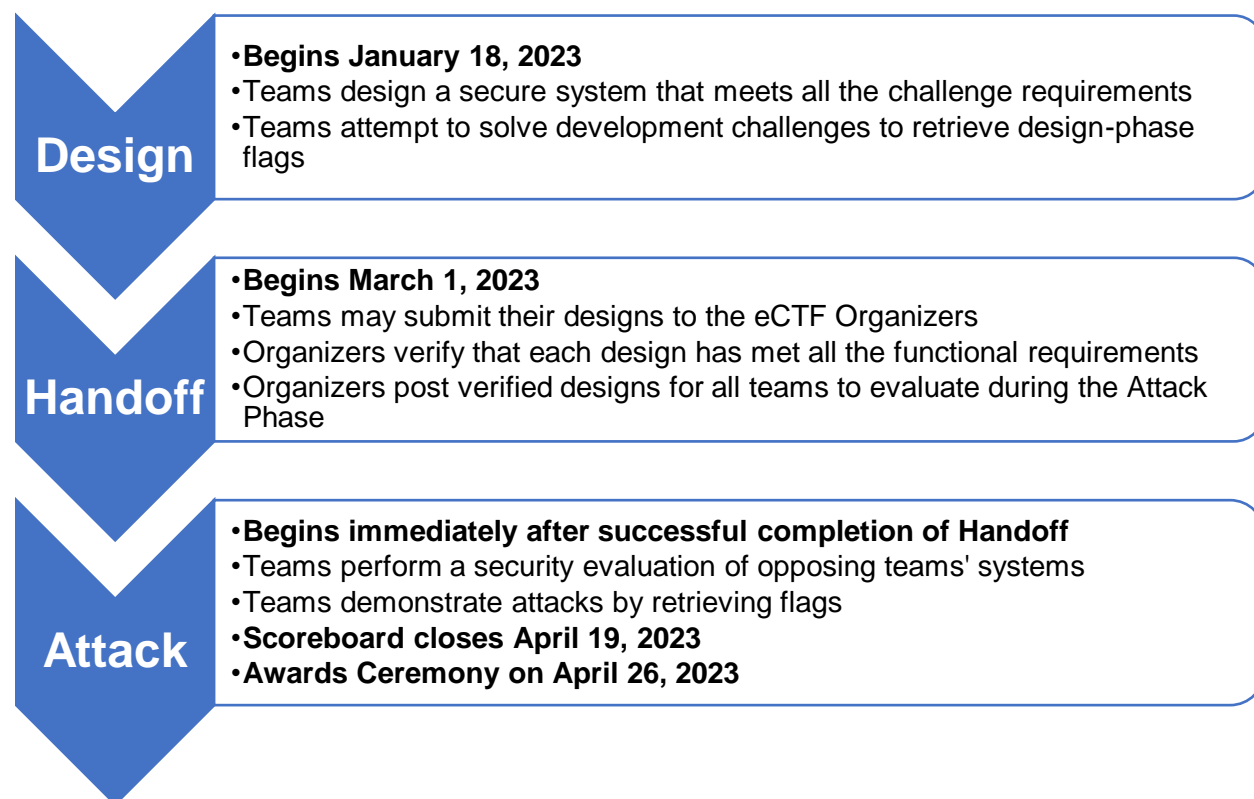 Design
•Begins January 18, 2023
•Teams design a secure system that meets all the challenge requirements
•Teams attempt to solve development challenges to retrieve design-phase
flags
Handoff
•Begins March 1, 2023
•Teams may submit their designs to the eCTF Organizers
•Organizers verify that each design has met all the functional requirements
•Organizers post verified designs for all teams to evaluate during the Attack
Phase
Attack
•Begins immediately after successful completion of Handoff
•Teams perform a security evaluation of opposing teams' systems
•Teams demonstrate attacks by retrieving flags
•Scoreboard closes April 19, 2023
•Awards Ceremony on April 26, 2023